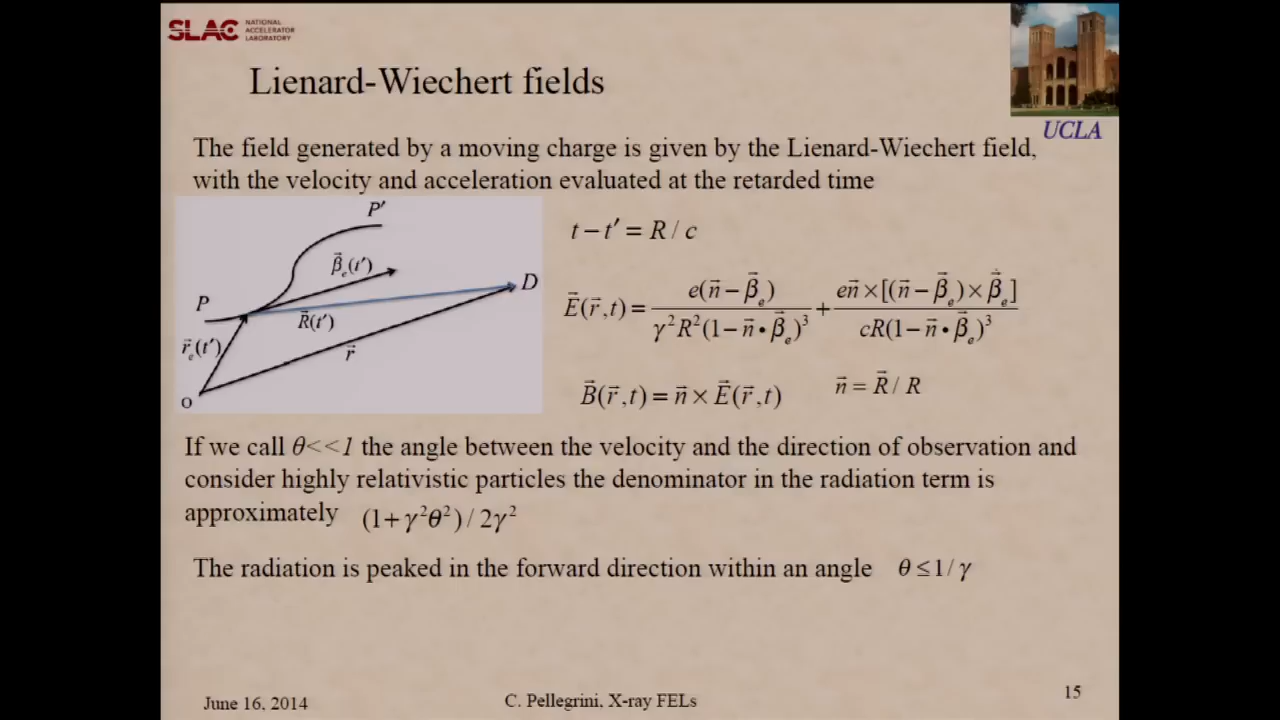 SLAC NATIONAL ACCELERATOR LABORATORY
UCLA
Lienard-Wiechert fields
The field generated by a moving charge is given by the Lienard-Wiechert field,
with the velocity and acceleration evaluated at the retarded time
P'
β⃗ₑ(t′)
D
P
R⃗(t′)
r⃗ₑ(t′)
r⃗
O
t − t′ = R / c
E⃗(r⃗,t) = e(n⃗ − β⃗ₑ) / γ²R²(1 − n⃗ • β⃗ₑ)³ + en⃗ × [(n⃗ − β⃗ₑ) × β⃗̇ₑ] / cR(1 − n⃗ • β⃗ₑ)³
B⃗(r⃗,t) = n⃗ × E⃗(r⃗,t) n⃗ = R⃗ / R
If we call θ<<1 the angle between the velocity and the direction of observation and
consider highly relativistic particles the denominator in the radiation term is
approximately (1 + γ²θ²) / 2γ²
The radiation is peaked in the forward direction within an angle θ ≤ 1 / γ
June 16, 2014 C. Pellegrini, X-ray FELs 15